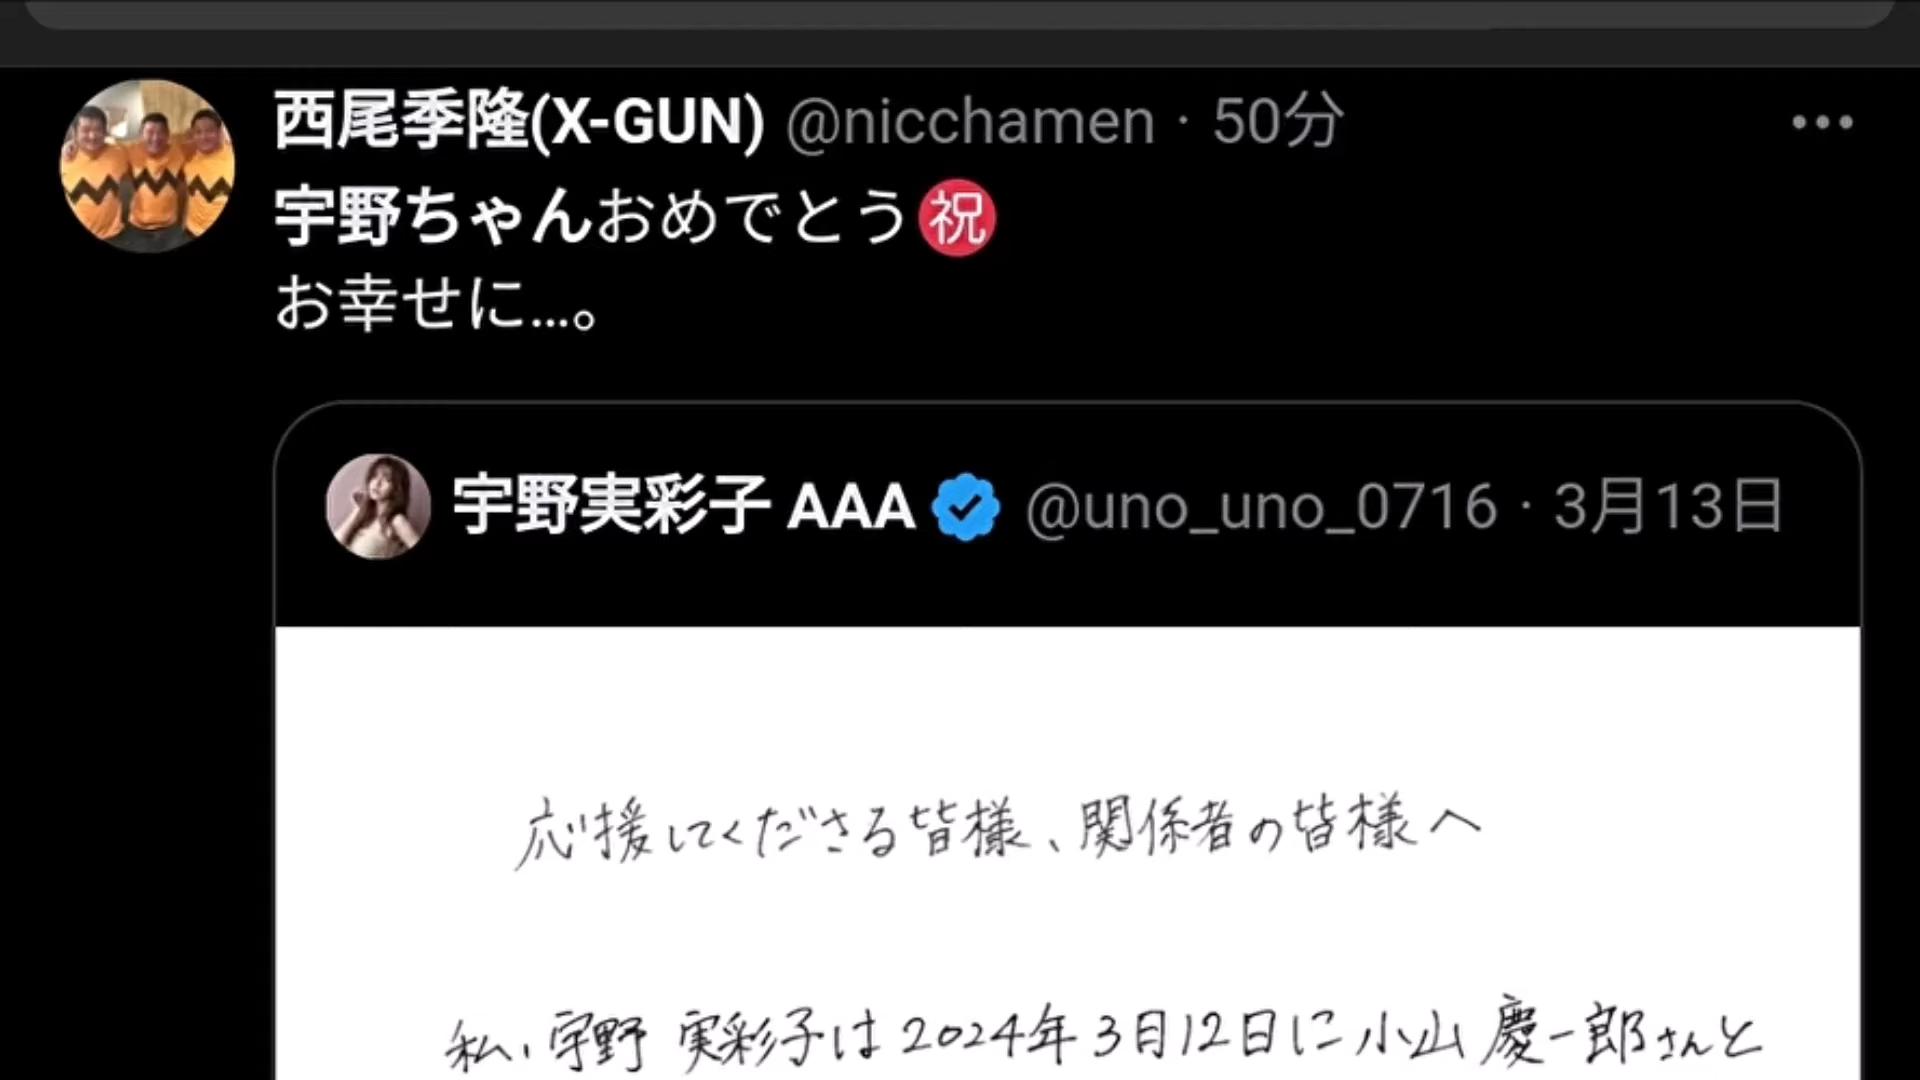 西尾季隆(X-GUN) @nicchamen · 50分
宇野ちゃんおめでとう㊗
お幸せに...。
宇野実彩子 AAA @uno_uno_0716 · 3月13日
応援してくださる皆様、関係者の皆様へ
私、宇野 実彩子は2024年3月12日に小山 慶一郎さんと